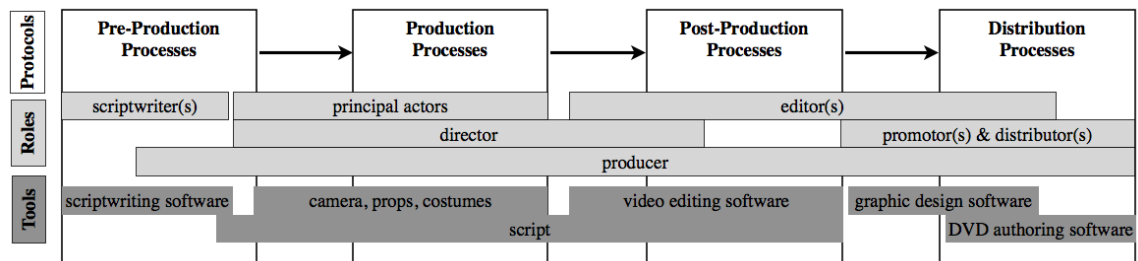 Protocols
Pre-Production
Processes
Production
Processes
Post-Production
Processes
Distribution
Processes
Roles
scriptwriter(s)
principal actors
editor(s)
director
promotor(s) & distributor(s)
producer
Tools
scriptwriting software
camera, props, costumes
video editing software
graphic design software
script
DVD authoring software